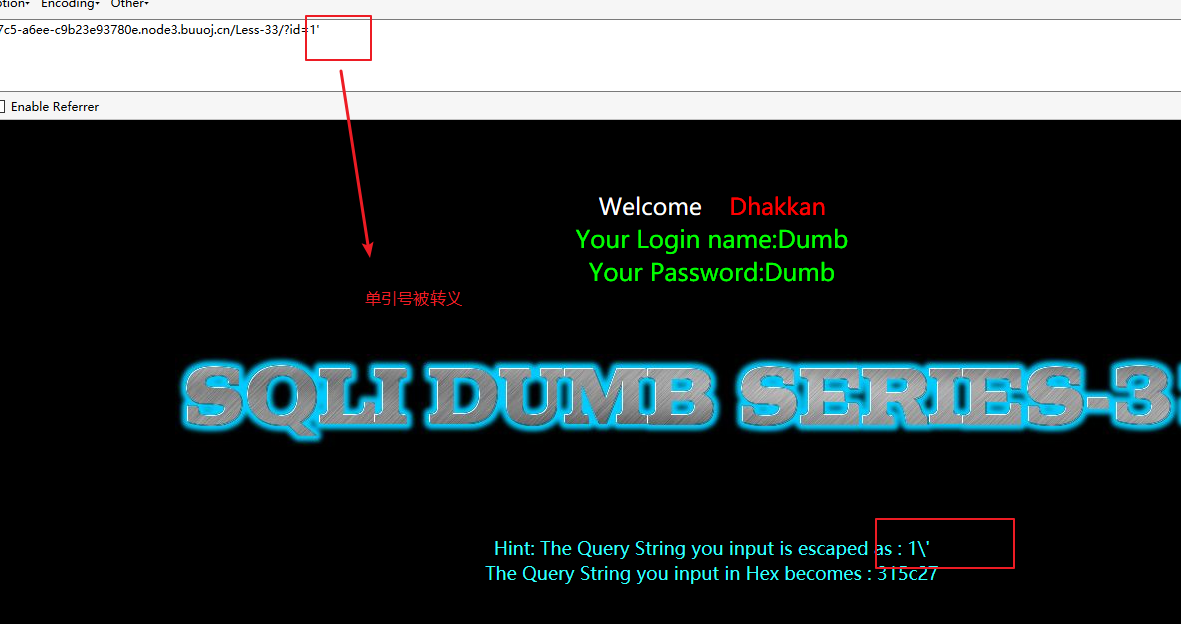 ption▾ Encoding▾ Other▾
7c5-a6ee-c9b23e93780e.node3.buuoj.cn/Less-33/?id=1'
Enable Referrer
Welcome Dhakkan
Your Login name:Dumb
Your Password:Dumb
单引号被转义
SQLI DUMB SERIES-3
Hint: The Query String you input is escaped as : 1\'
The Query String you input in Hex becomes : 315c27